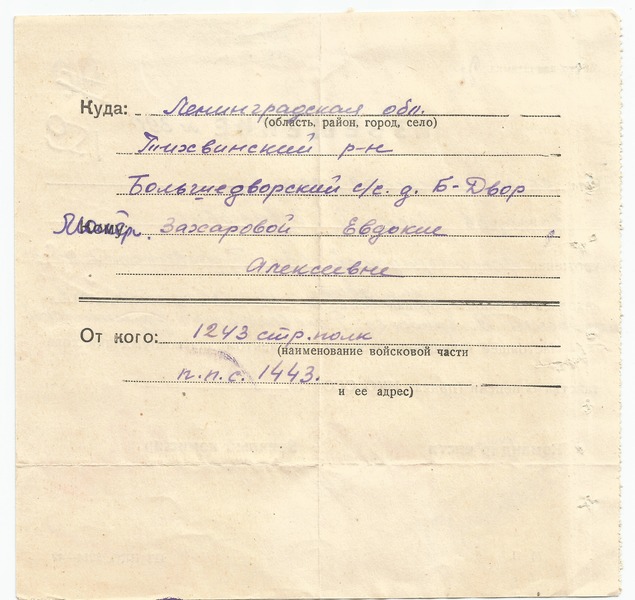 Куда: Ленинградская обл.
(область, район, город, село)
Тихвинский р-н
Большедворский с/с. д. Б-Двор
Кому: Захаровой Евдокие
Алексеевне
От кого: 1243 стр. полк
(наименование войсковой части
п.п.с. 1443.
и ее адрес)